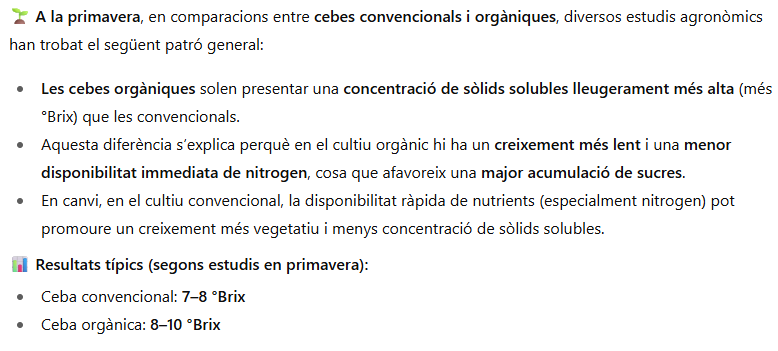 🌱 A la primavera, en comparacions entre cebes convencionals i orgàniques, diversos estudis agronòmics
han trobat el següent patró general:
• Les cebes orgàniques solen presentar una concentració de sòlids solubles lleugerament més alta (més
°Brix) que les convencionals.
• Aquesta diferència s’explica perquè en el cultiu orgànic hi ha un creixement més lent i una menor
disponibilitat immediata de nitrogen, cosa que afavoreix una major acumulació de sucres.
• En canvi, en el cultiu convencional, la disponibilitat ràpida de nutrients (especialment nitrogen) pot
promoure un creixement més vegetatiu i menys concentració de sòlids solubles.
📊 Resultats típics (segons estudis en primavera):
• Ceba convencional: 7–8 °Brix
• Ceba orgànica: 8–10 °Brix